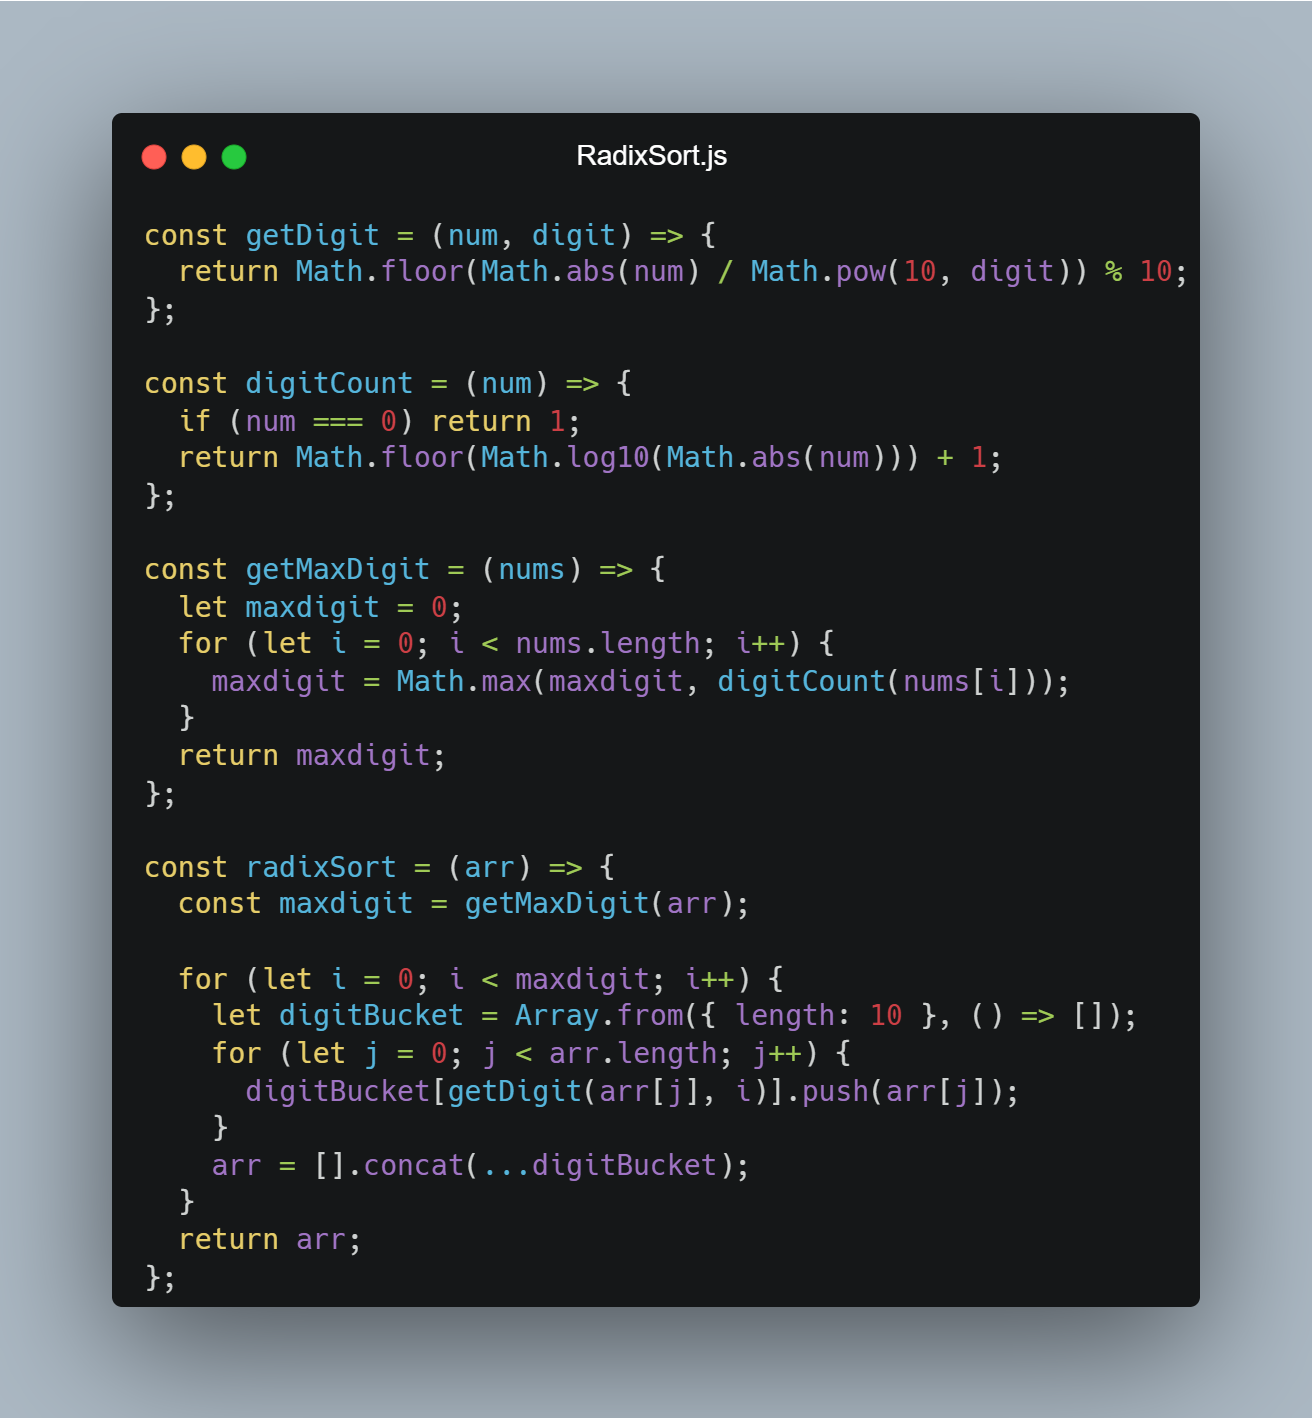 RadixSort.js
const getDigit = (num, digit) => {
  return Math.floor(Math.abs(num) / Math.pow(10, digit)) % 10;
};

const digitCount = (num) => {
  if (num === 0) return 1;
  return Math.floor(Math.log10(Math.abs(num))) + 1;
};

const getMaxDigit = (nums) => {
  let maxdigit = 0;
  for (let i = 0; i < nums.length; i++) {
    maxdigit = Math.max(maxdigit, digitCount(nums[i]));
  }
  return maxdigit;
};

const radixSort = (arr) => {
  const maxdigit = getMaxDigit(arr);

  for (let i = 0; i < maxdigit; i++) {
    let digitBucket = Array.from({ length: 10 }, () => []);
    for (let j = 0; j < arr.length; j++) {
      digitBucket[getDigit(arr[j], i)].push(arr[j]);
    }
    arr = [].concat(...digitBucket);
  }
  return arr;
};